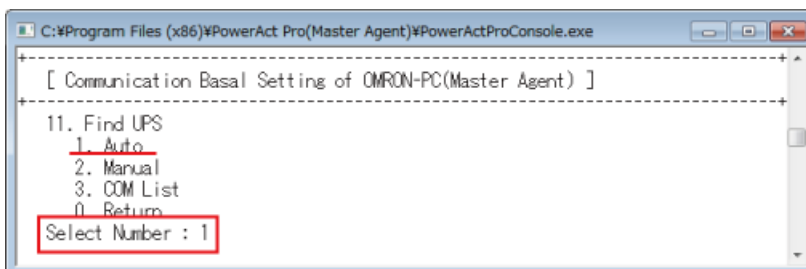 C:¥Program Files (x86)¥PowerAct Pro(Master Agent)¥PowerActProConsole.exe
[ Communication Basal Setting of OMRON-PC(Master Agent) ]
11. Find UPS
1. Auto
2. Manual
3. COM List
0. Return
Select Number : 1